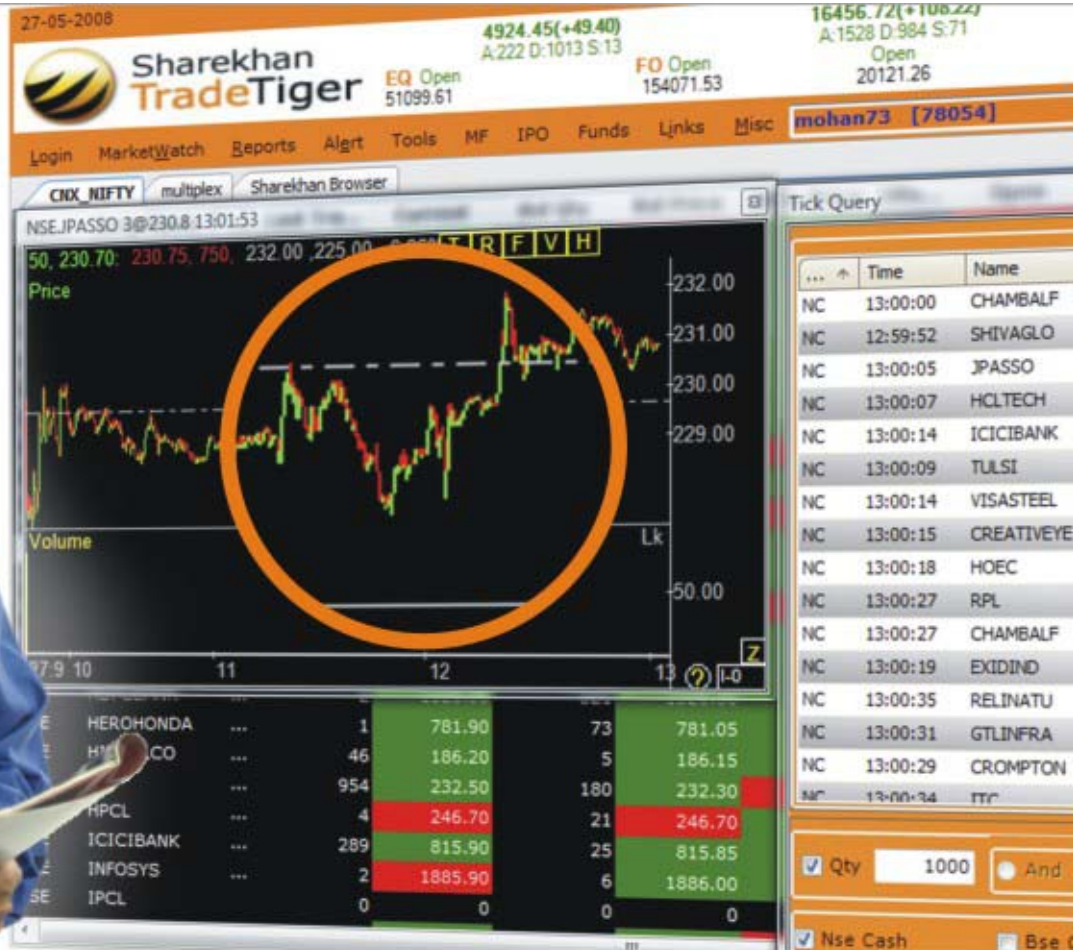 27-05-2008
4924.45(+49.40)
A:222 D:1013 S:13
16456.72(+108.22)
A:1528 D:984 S:71
Sharekhan
TradeTiger
EQ Open
51099.61
FO Open
154071.53
Open
20121.26
Login MarketWatch Reports Alert Tools MF IPO Funds Links Misc
mohan73 [78054]
CNX_NIFTY multiplex Sharekhan Browser
NSE.JPASSO 3@230.8 13:01:53
50, 230.70: 230.75, 750, 232.00 ,225.00
T R F V H
Price
232.00
231.00
230.00
229.00
Volume
Lk
50.00
10 11 12 13
Z
? I-0
HEROHONDA ... 1 781.90 73 781.05
46 186.20 5 186.15
... 954 232.50 180 232.30
HPCL ... 4 246.70 21 246.70
ICICIBANK ... 289 815.90 25 815.85
INFOSYS ... 2 1885.90 6 1886.00
IPCL 0 0 0 0
Tick Query
... Time Name
NC 13:00:00 CHAMBALF
NC 12:59:52 SHIVAGLO
NC 13:00:05 JPASSO
NC 13:00:07 HCLTECH
NC 13:00:14 ICICIBANK
NC 13:00:09 TULSI
NC 13:00:14 VISASTEEL
NC 13:00:15 CREATIVEYE
NC 13:00:18 HOEC
NC 13:00:27 RPL
NC 13:00:27 CHAMBALF
NC 13:00:19 EXIDIND
NC 13:00:35 RELINATU
NC 13:00:31 GTLINFRA
NC 13:00:29 CROMPTON
NC 13:00:34 ITC
Qty 1000 And
Nse Cash Bse